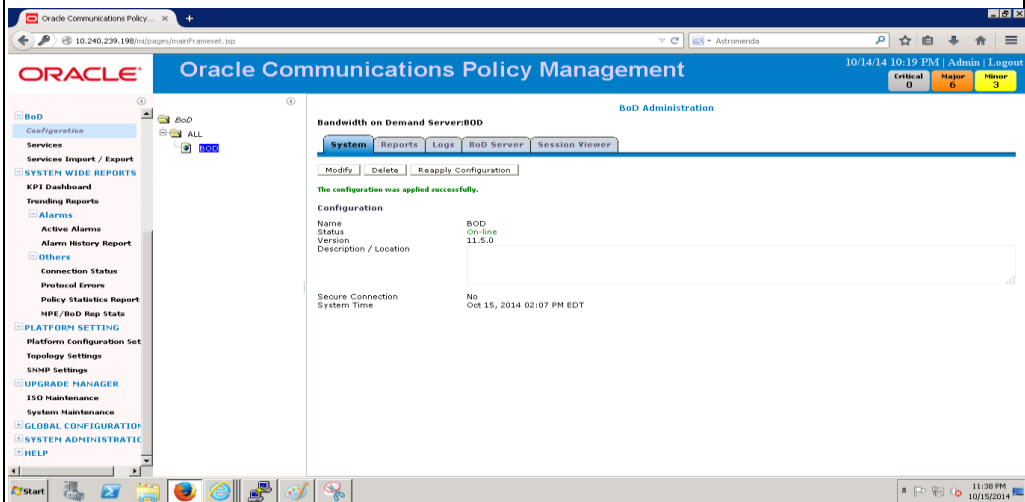 Oracle Communications Policy...
10.240.239.198/mi/pages/mainFrameset.jsp
Astromenda
ORACLE
Oracle Communications Policy Management
10/14/14 10:19 PM | Admin | Logout
Critical
0
Major
6
Minor
3
BoD
Configuration
Services
Services Import / Export
SYSTEM WIDE REPORTS
KPI Dashboard
Trending Reports
Alarms
Active Alarms
Alarm History Report
Others
Connection Status
Protocol Errors
Policy Statistics Report
MPE/BoD Rep Stats
PLATFORM SETTING
Platform Configuration Set
Topology Settings
SNMP Settings
UPGRADE MANAGER
ISO Maintenance
System Maintenance
GLOBAL CONFIGURATION
SYSTEM ADMINISTRATIC
HELP
BoD
ALL
BOD
BoD Administration
Bandwidth on Demand Server:BOD
System Reports Logs BoD Server Session Viewer
Modify Delete Reapply Configuration
The configuration was applied successfully.
Configuration
Name BOD
Status On-line
Version 11.5.0
Description / Location
Secure Connection No
System Time Oct 15, 2014 02:07 PM EDT
Start
11:38 PM
10/15/2014